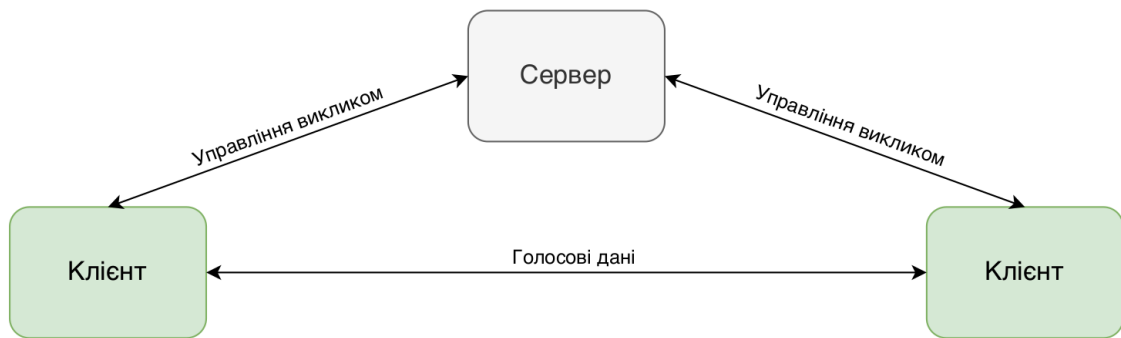 Сервер
Управління викликом
Управління викликом
Голосові дані
Клієнт
Клієнт